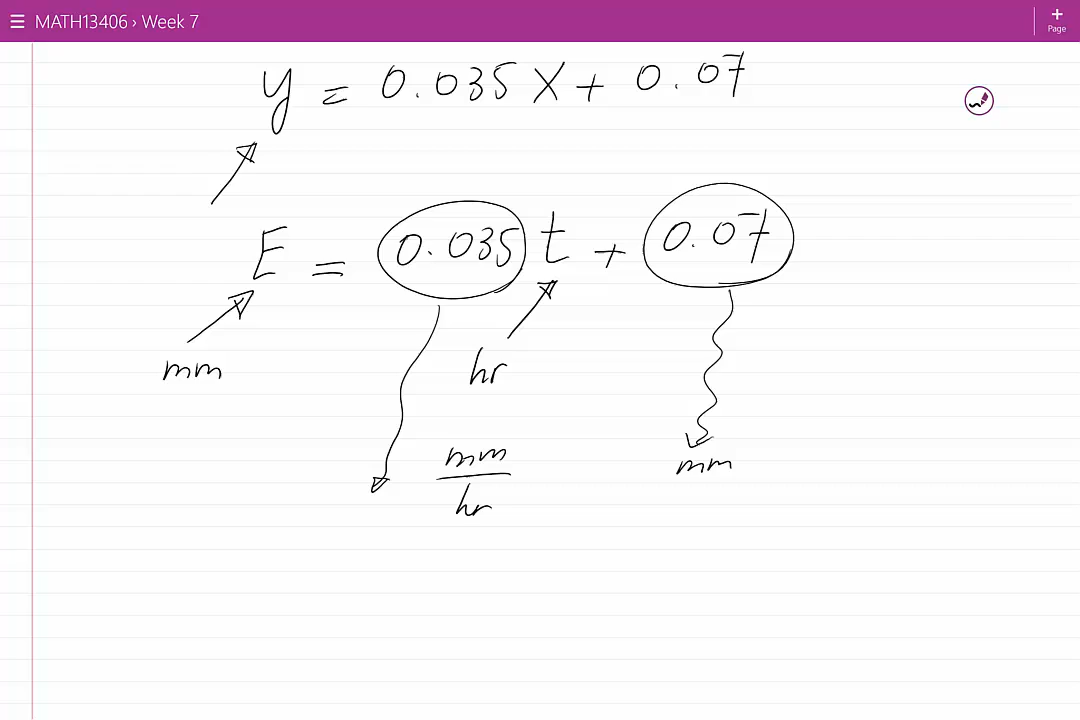 MATH13406 › Week 7
Page
y = 0.035 X + 0.07
E = 0.035 t + 0.07
mm
hr
mm
hr
mm